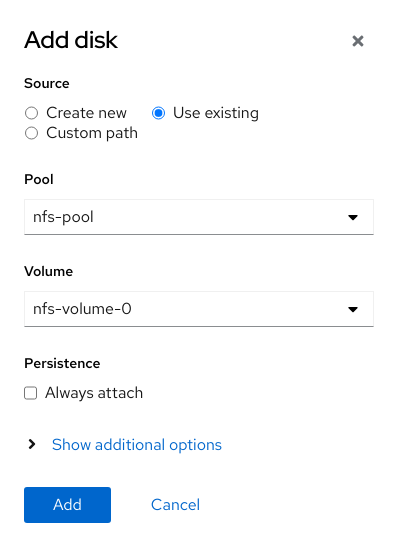 Add disk
Source
Create new Use existing
Custom path
Pool
nfs-pool
Volume
nfs-volume-0
Persistence
Always attach
Show additional options
Add Cancel